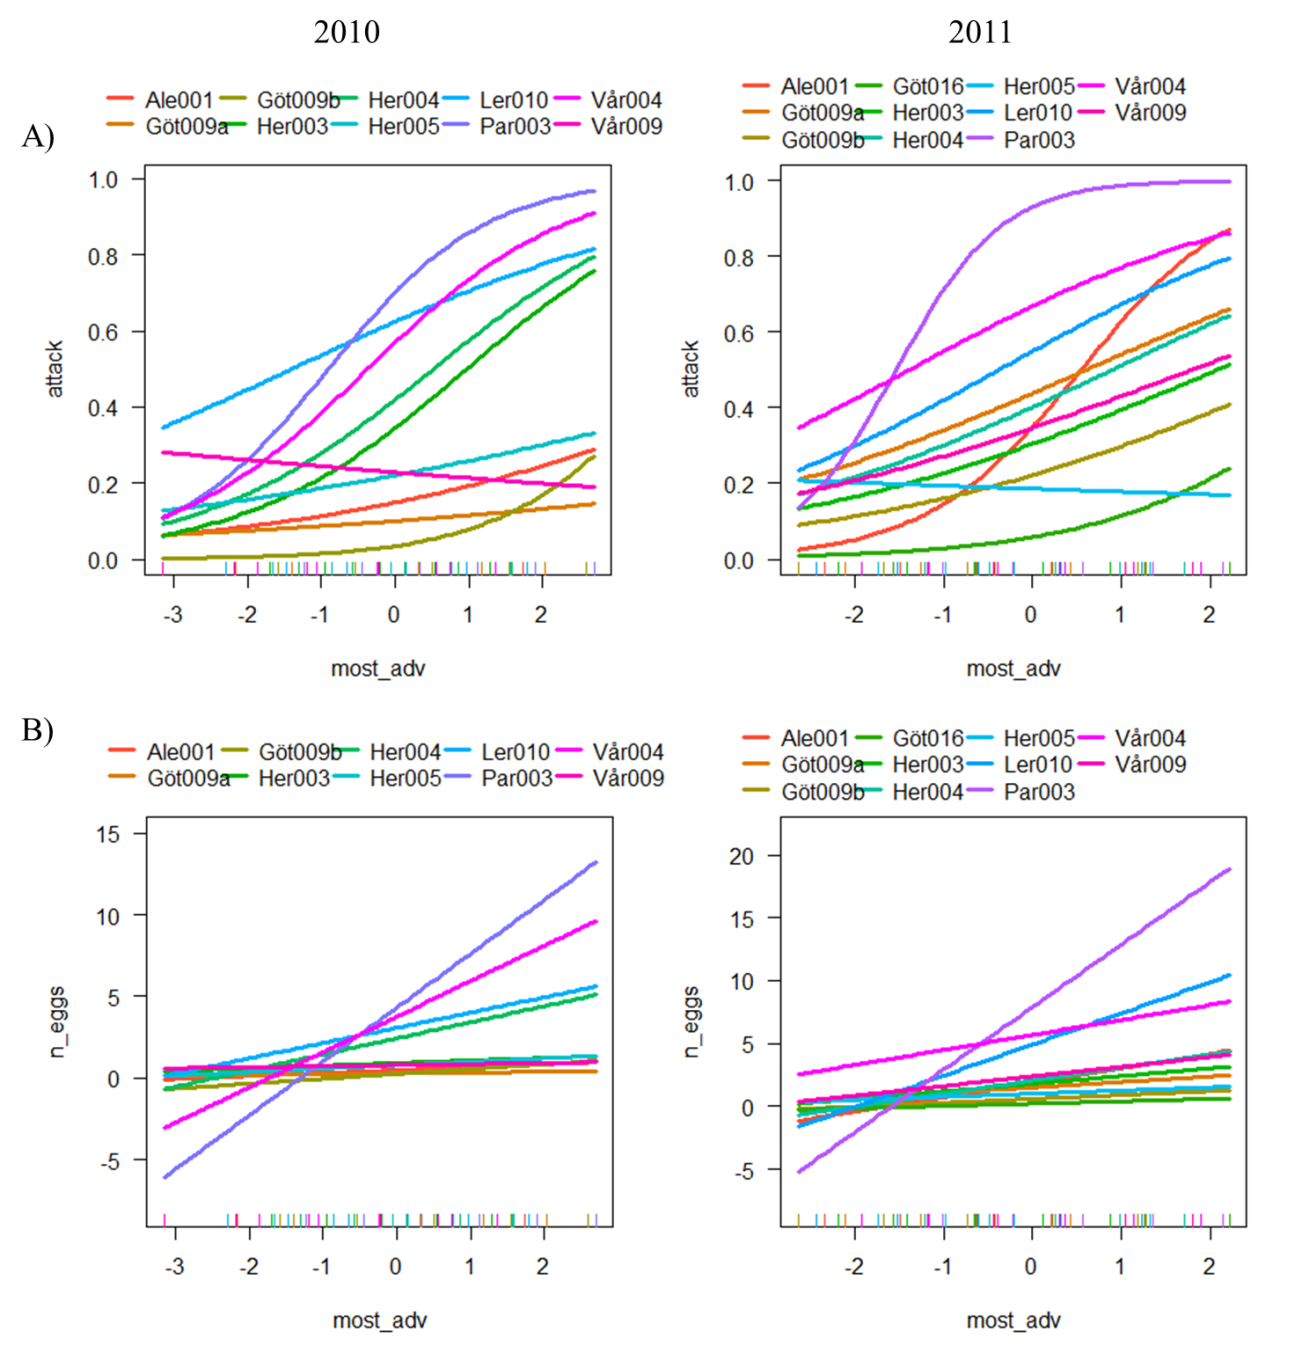 2010 2011
Ale001 Göt009b Her004 Ler010 Vår004
Göt009a Her003 Her005 Par003 Vår009
Ale001 Göt016 Her005 Vår004
Göt009a Her003 Ler010 Vår009
Göt009b Her004 Par003
A)
1.0
0.8
0.6
0.4
0.2
0.0
attack
-3 -2 -1 0 1 2
most_adv
1.0
0.8
0.6
0.4
0.2
0.0
attack
-2 -1 0 1 2
most_adv
B)
Ale001 Göt009b Her004 Ler010 Vår004
Göt009a Her003 Her005 Par003 Vår009
Ale001 Göt016 Her005 Vår004
Göt009a Her003 Ler010 Vår009
Göt009b Her004 Par003
15
10
5
0
-5
n_eggs
-3 -2 -1 0 1 2
most_adv
20
15
10
5
0
-5
n_eggs
-2 -1 0 1 2
most_adv